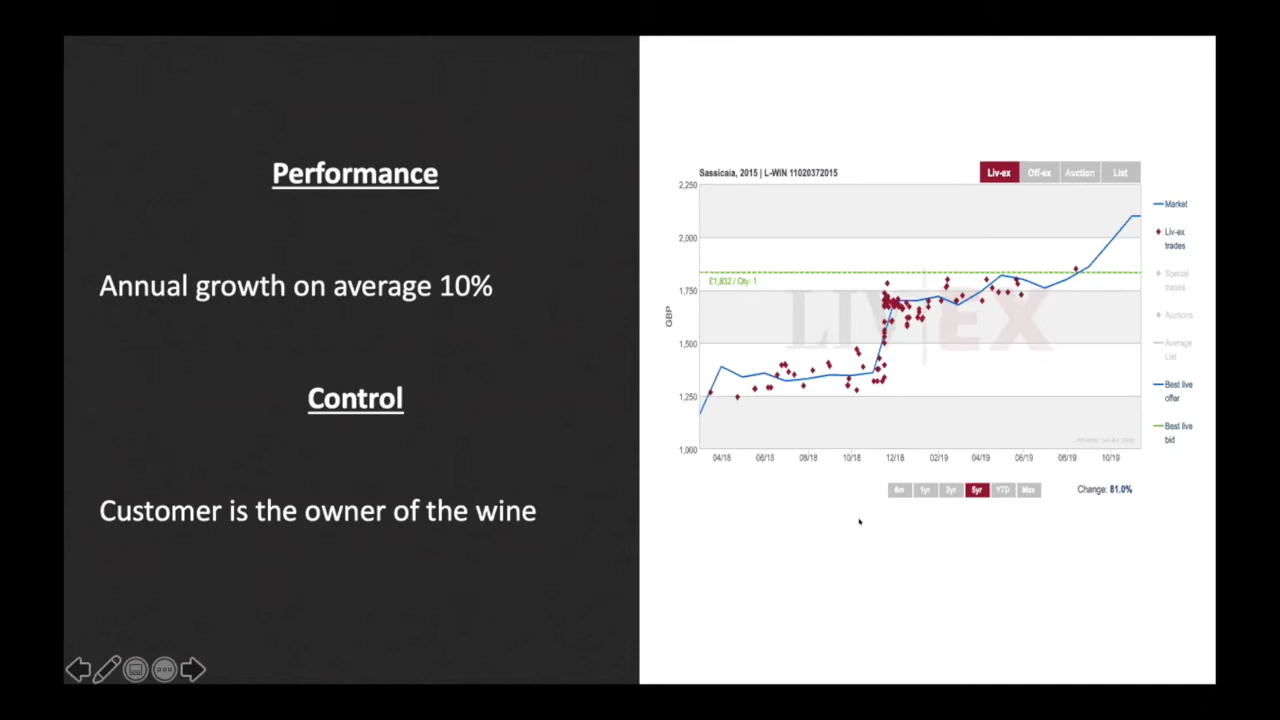 Performance
Annual growth on average 10%
Control
Customer is the owner of the wine
Sassicaia, 2015 | L-WIN 11020372015
Liv-ex Off-ex Auction List
2,250
2,000
1,750
1,500
1,250
1,000
GBP
£1,832 / Qty: 1
LIV EX
04/18 06/18 08/18 10/18 12/18 02/19 04/19 06/19 08/19 10/19
Market
Liv-ex
trades
Special
traces
Auctions
Average
List
Best live
offer
Best live
bid
6m 1yr 2yr 5yr YTD Max
Change: 81.0%